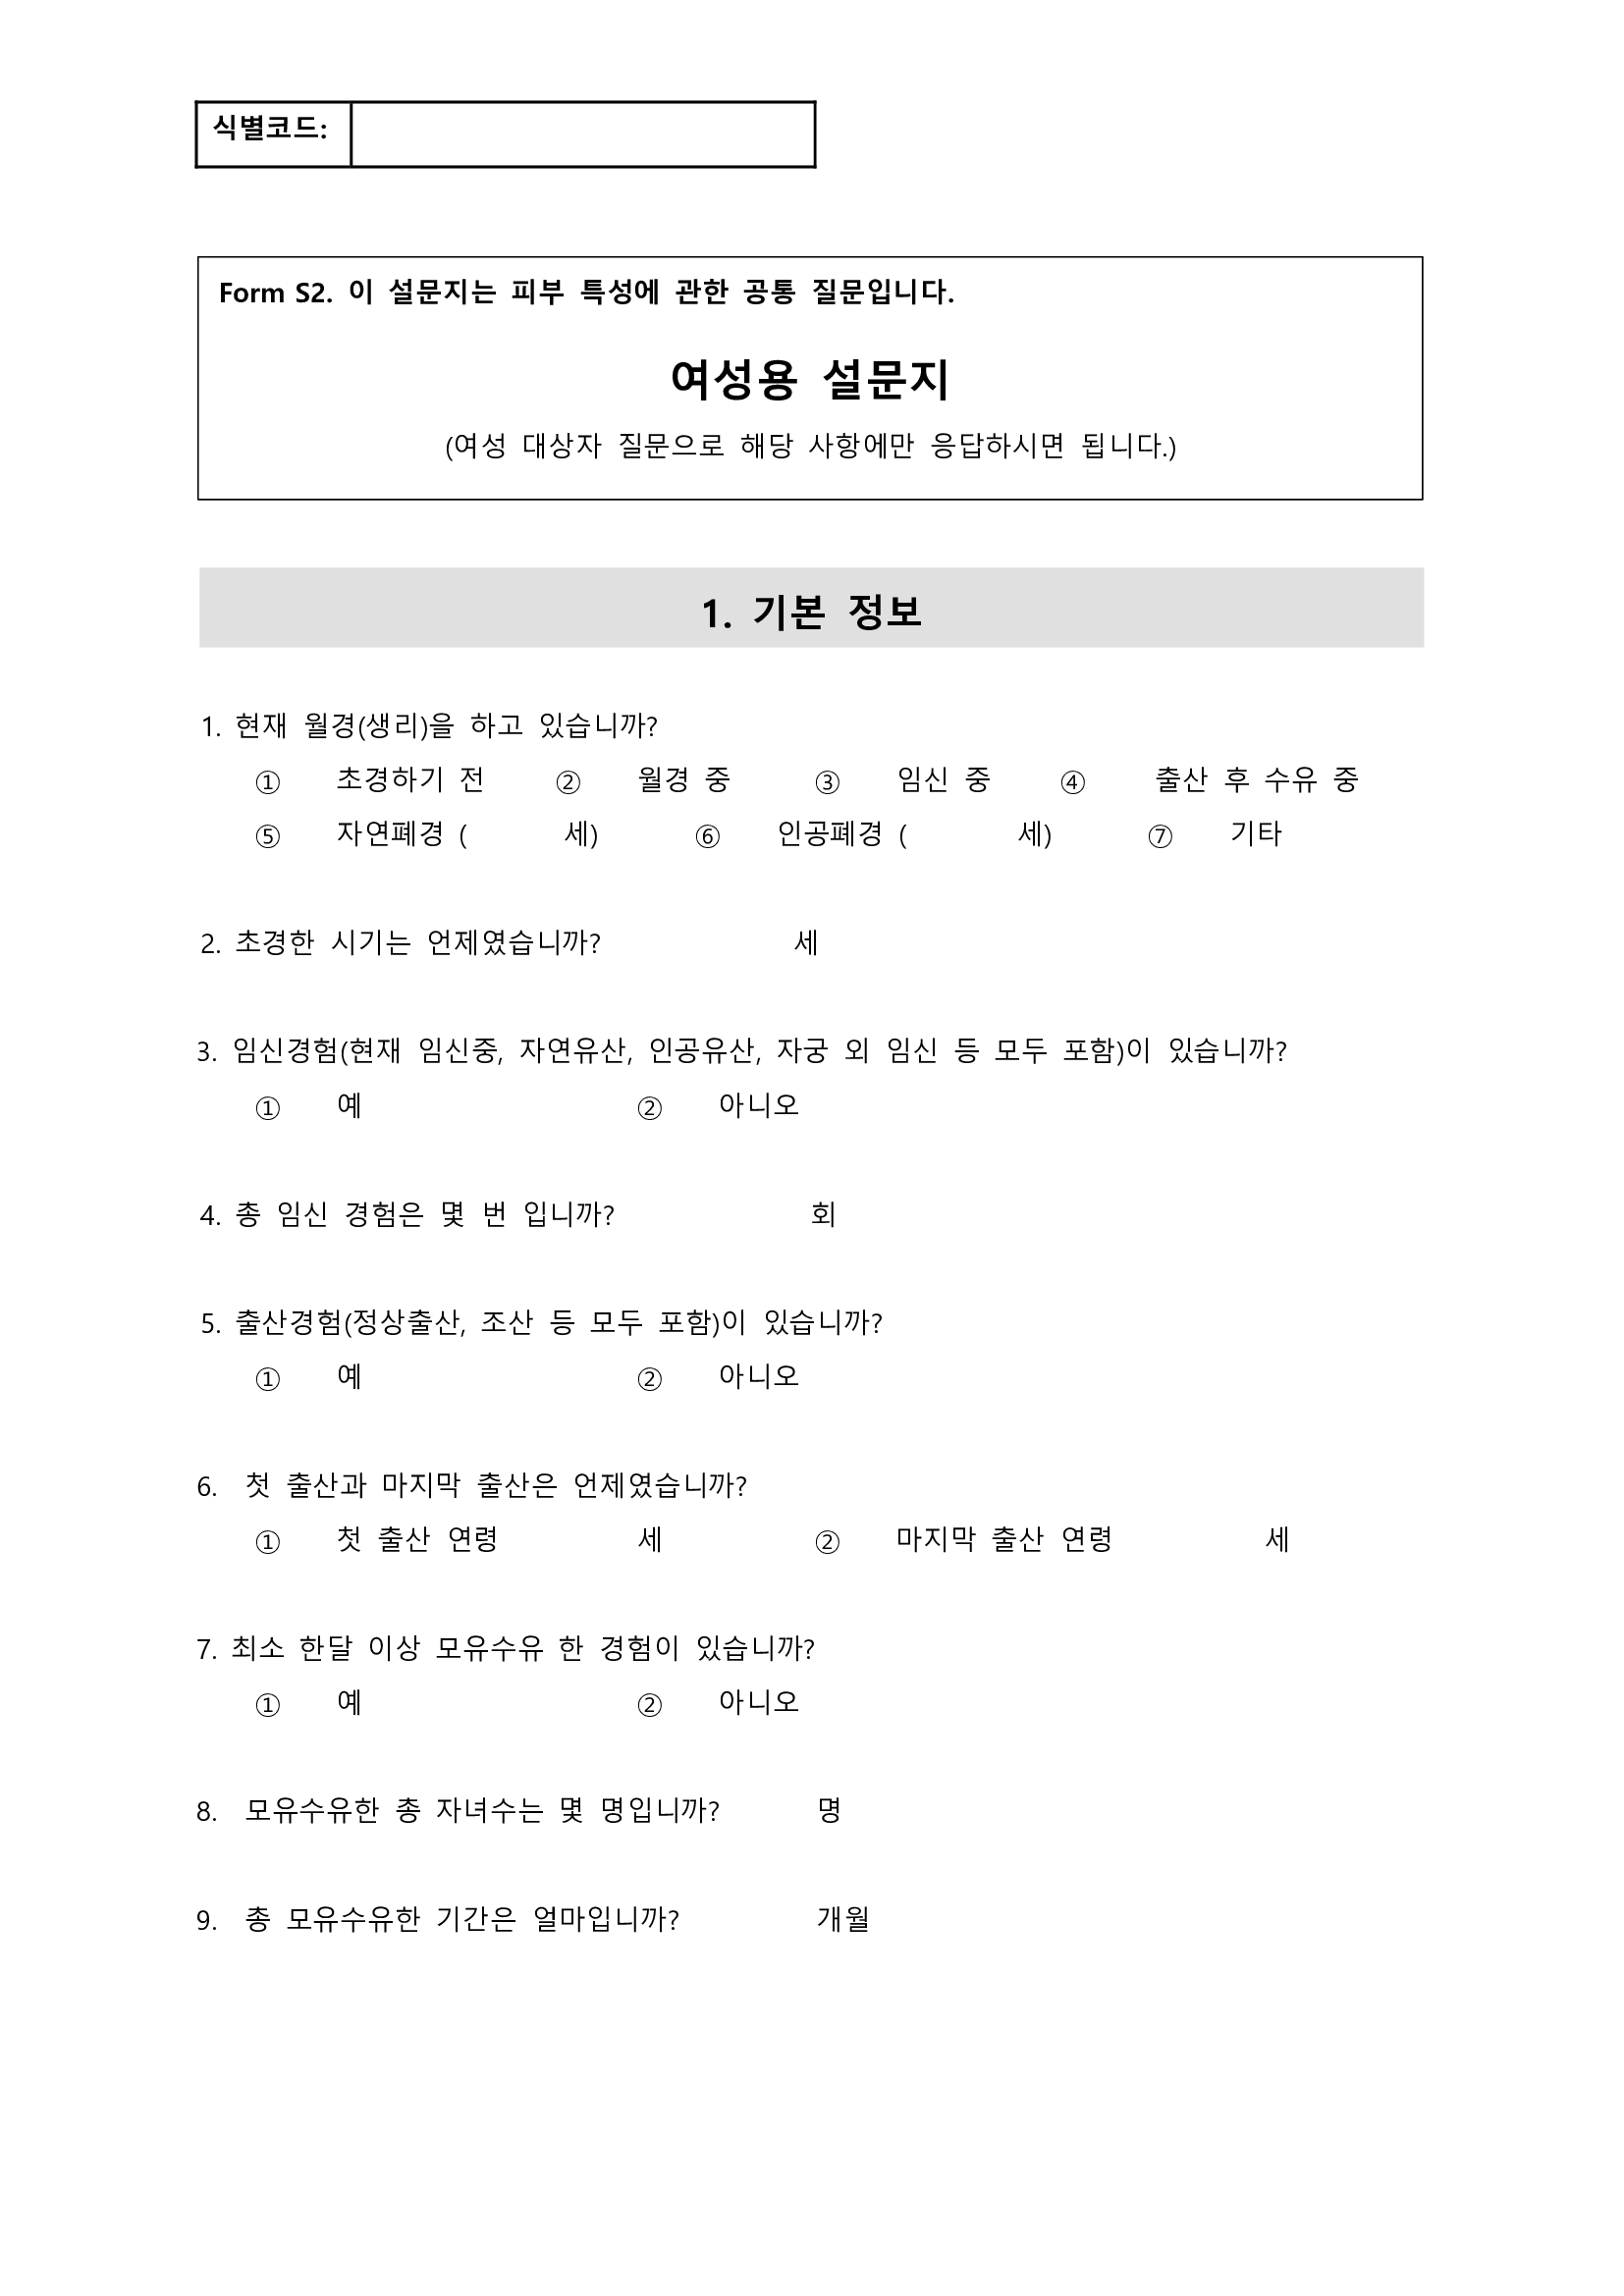 식별코드:
Form S2. 이 설문지는 피부 특성에 관한 공통 질문입니다.
여성용 설문지
(여성 대상자 질문으로 해당 사항에만 응답하시면 됩니다.)
1. 기본 정보
1. 현재 월경(생리)을 하고 있습니까?
① 초경하기 전 ② 월경 중 ③ 임신 중 ④ 출산 후 수유 중
⑤ 자연폐경 ( 세) ⑥ 인공폐경 ( 세) ⑦ 기타
2. 초경한 시기는 언제였습니까? 세
3. 임신경험(현재 임신중, 자연유산, 인공유산, 자궁 외 임신 등 모두 포함)이 있습니까?
① 예 ② 아니오
4. 총 임신 경험은 몇 번 입니까? 회
5. 출산경험(정상출산, 조산 등 모두 포함)이 있습니까?
① 예 ② 아니오
6. 첫 출산과 마지막 출산은 언제였습니까?
① 첫 출산 연령 세 ② 마지막 출산 연령 세
7. 최소 한달 이상 모유수유 한 경험이 있습니까?
① 예 ② 아니오
8. 모유수유한 총 자녀수는 몇 명입니까? 명
9. 총 모유수유한 기간은 얼마입니까? 개월